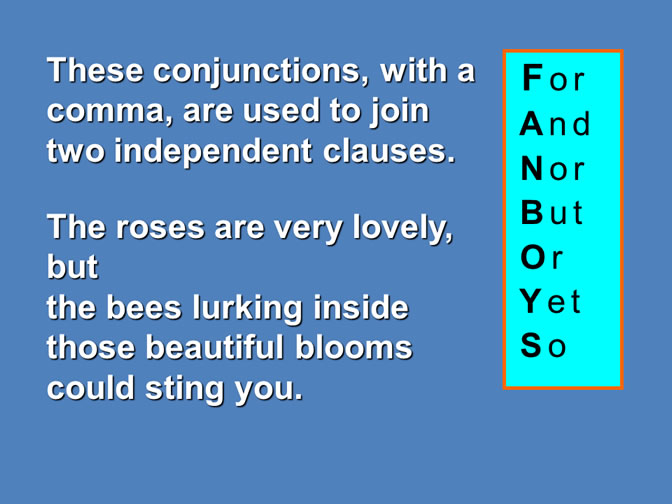 These conjunctions, with a
comma, are used to join
two independent clauses.
The roses are very lovely,
but
the bees lurking inside
those beautiful blooms
could sting you.
For
And
Nor
But
Or
Yet
So